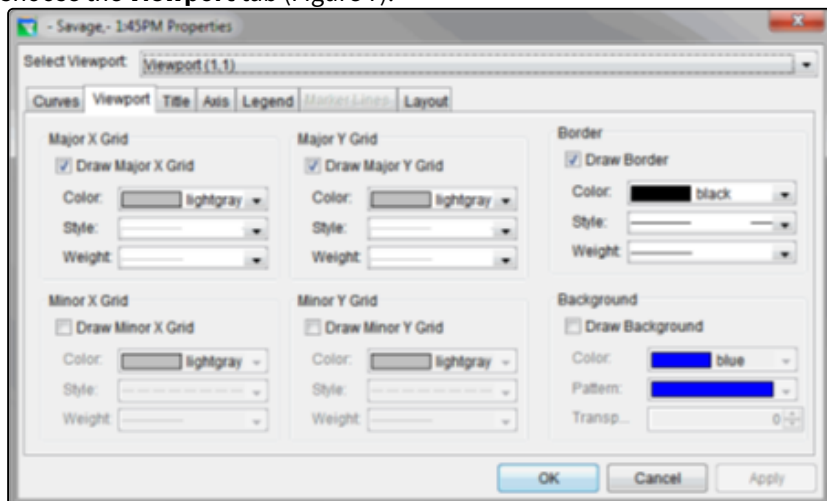 choose the Viewport tab (Figure 7).
- Savage,- 1:45PM Properties
Select Viewport: Viewport (1,1)
Curves Viewport Title Axis Legend Marker Lines Layout
Major X Grid
Draw Major X Grid
Color: lightgray
Style:
Weight:
Major Y Grid
Draw Major Y Grid
Color: lightgray
Style:
Weight:
Border
Draw Border
Color: black
Style:
Weight:
Minor X Grid
Draw Minor X Grid
Color: lightgray
Style:
Weight:
Minor Y Grid
Draw Minor Y Grid
Color: lightgray
Style:
Weight:
Background
Draw Background
Color: blue
Pattern:
Transp... 0
OK Cancel Apply